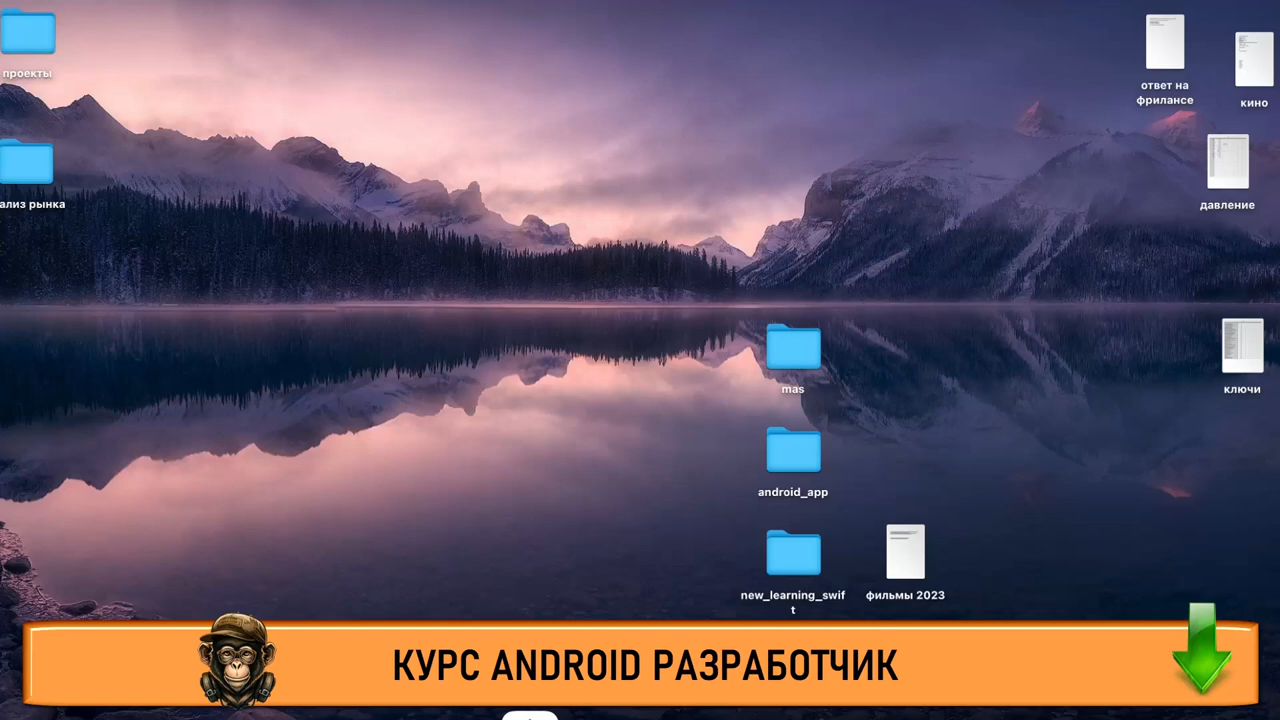 проекты
ализ рынка
ответ на
фрилансе
кино
давление
ключи
mas
android_app
new_learning_swif
t
фильмы 2023
КУРС ANDROID РАЗРАБОТЧИК